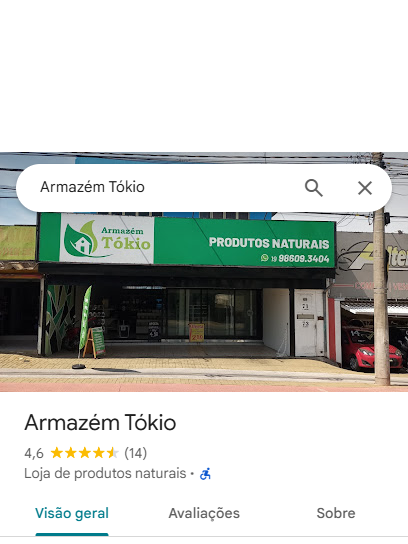 Armazém Tókio
Armazém
Tókio
PRODUTOS NATURAIS
19 98609.3404
Armazém Tókio
4,6 (14)
Loja de produtos naturais •
Visão geral
Avaliações
Sobre